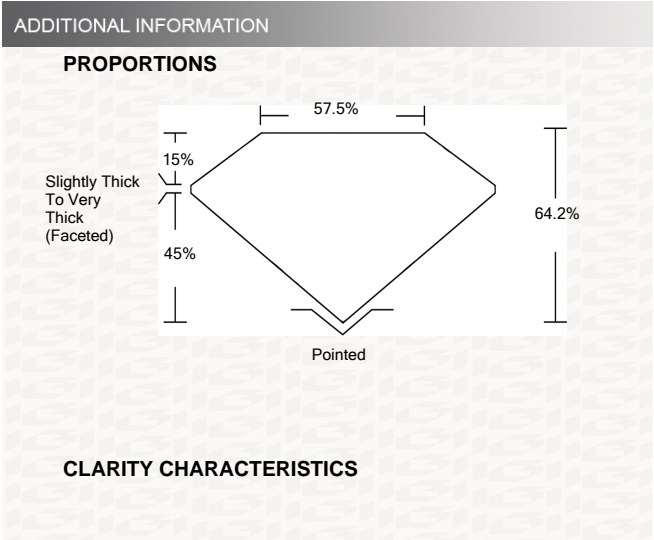 ADDITIONAL INFORMATION
PROPORTIONS
57.5%
15%
Slightly Thick
To Very
Thick
(Faceted)
64.2%
45%
Pointed
CLARITY CHARACTERISTICS